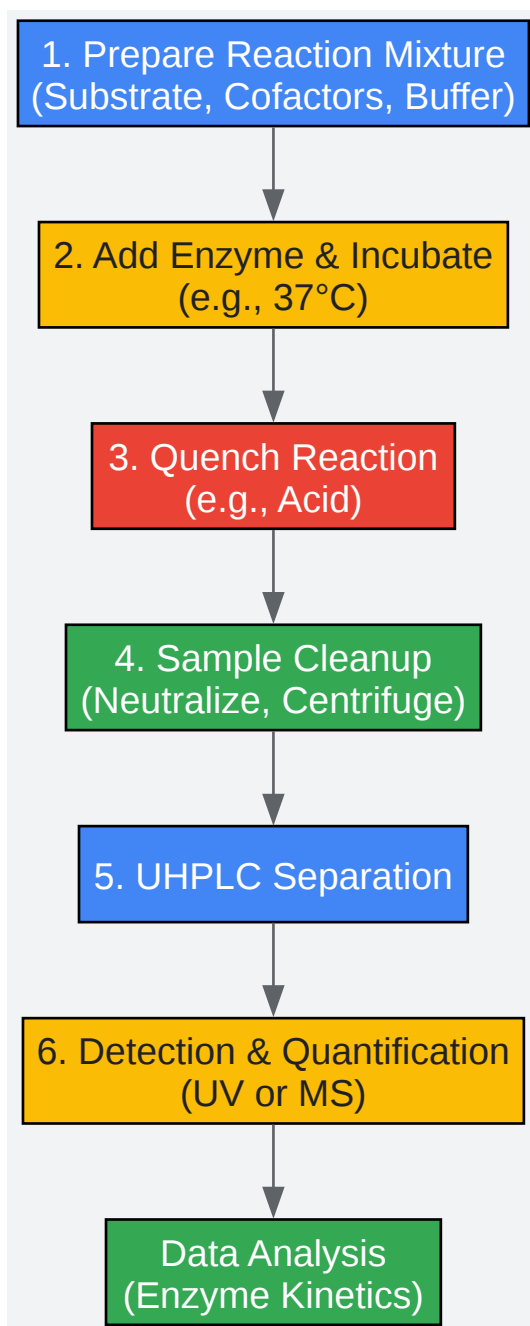 1. Prepare Reaction Mixture
(Substrate, Cofactors, Buffer)
2. Add Enzyme & Incubate
(e.g., 37°C)
3. Quench Reaction
(e.g., Acid)
4. Sample Cleanup
(Neutralize, Centrifuge)
5. UHPLC Separation
6. Detection & Quantification
(UV or MS)
Data Analysis
(Enzyme Kinetics)